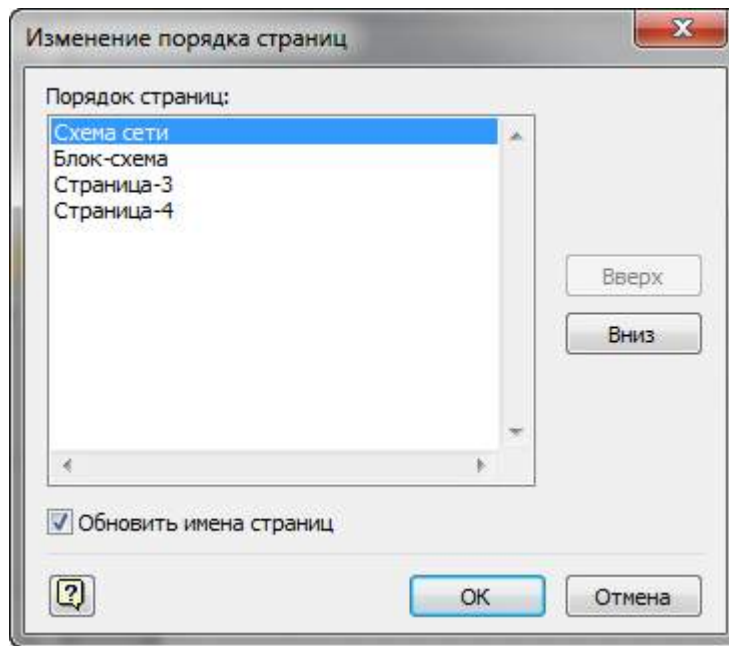 Изменение порядка страниц
Порядок страниц:
Схема сети
Блок-схема
Страница-3
Страница-4
Вверх
Вниз
Обновить имена страниц
ОК
Отмена